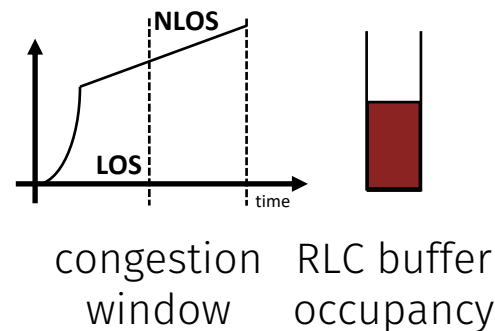 NLOS
LOS
time
congestion
window
RLC buffer
occupancy